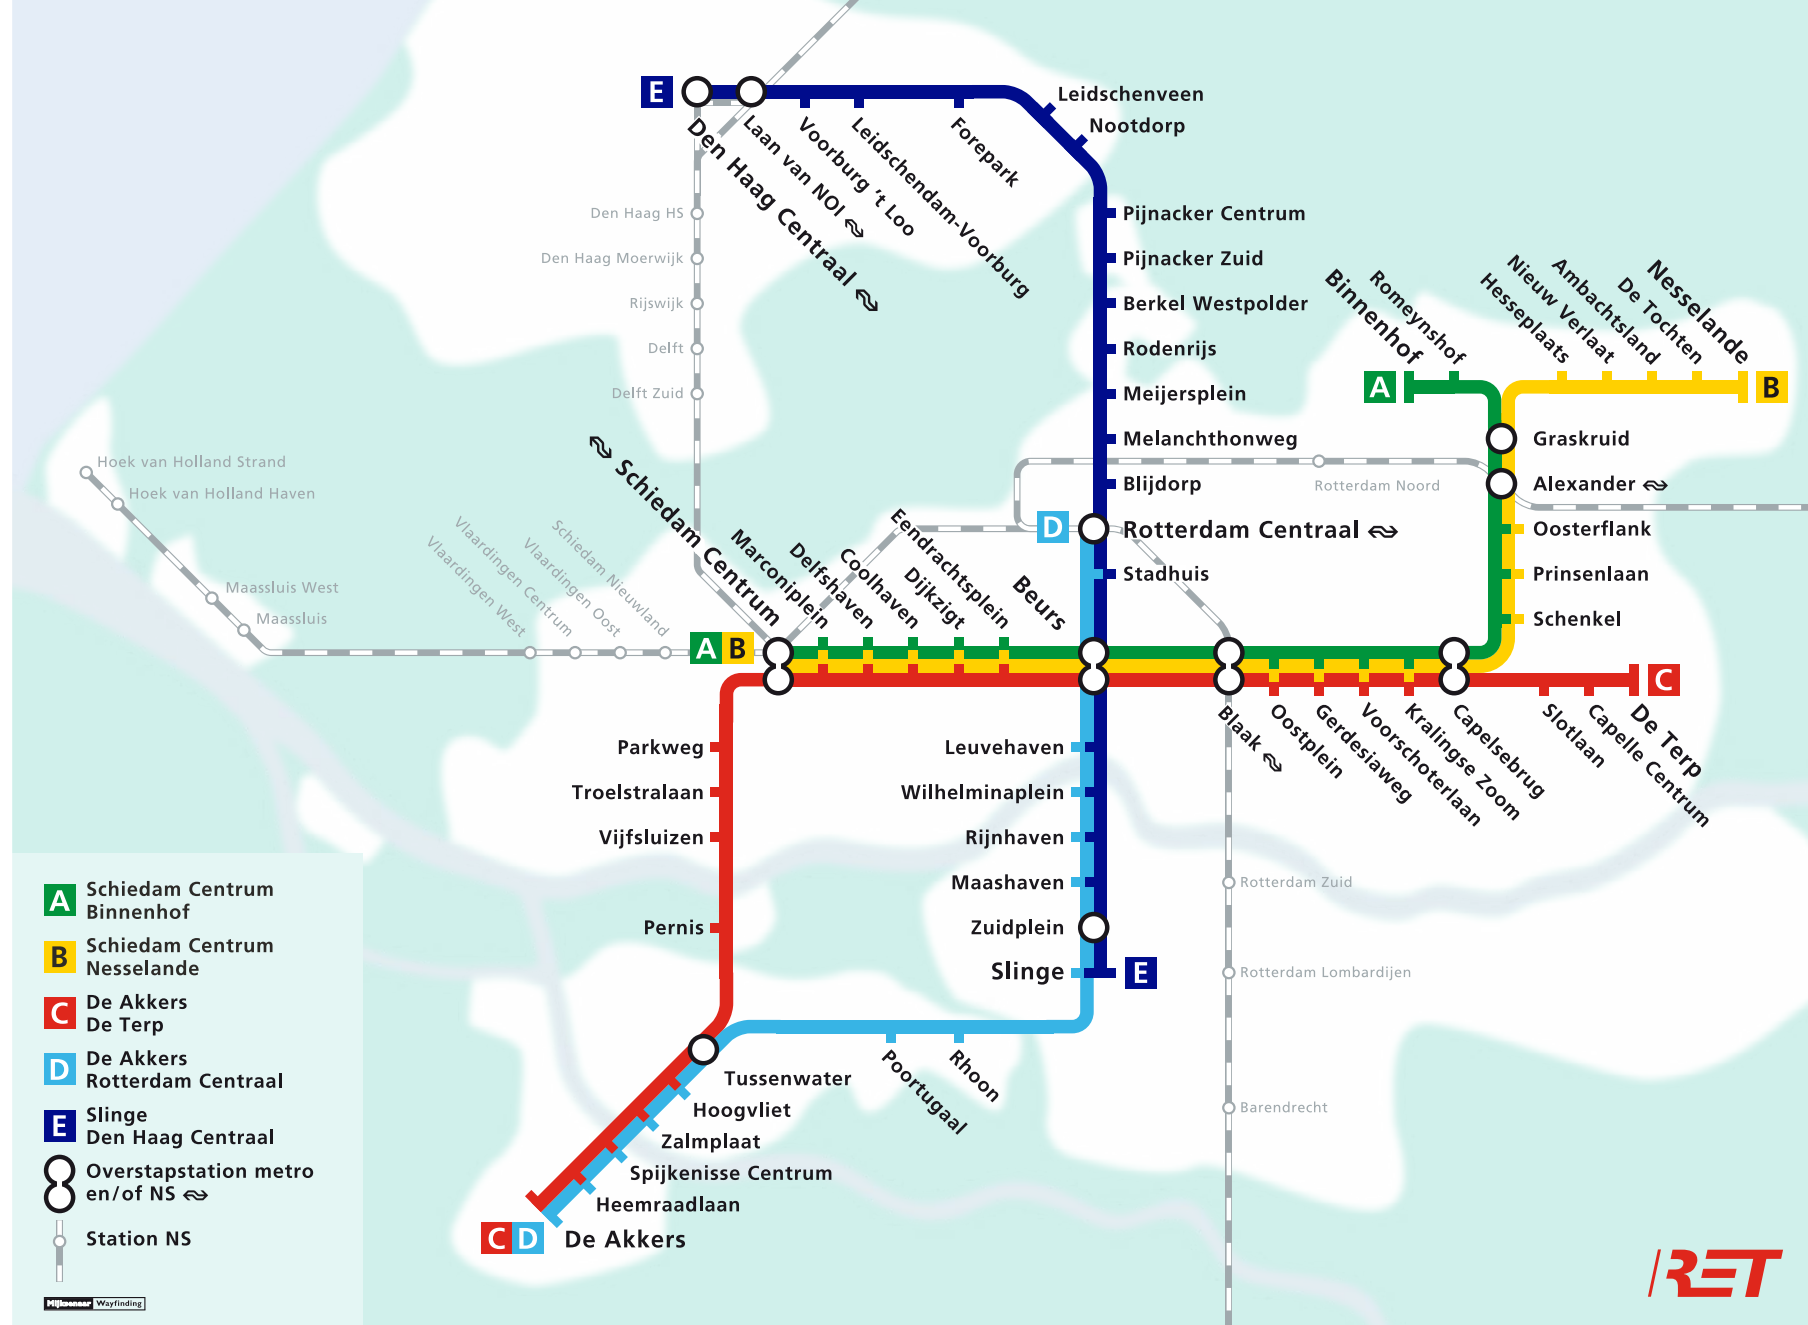 E
Leidschenveen
Nootdorp
Den Haag Centraal
Laan van NOI
Voorburg 't Loo
Leidschendam-Voorburg
Forepark
Den Haag HS
Den Haag Moerwijk
Rijswijk
Delft
Delft Zuid
Pijnacker Centrum
Pijnacker Zuid
Berkel Westpolder
Rodenrijs
Meijersplein
Melanchthonweg
Blijdorp
D
Rotterdam Centraal
Stadhuis
Binnenhof
Romeynshof
Hesseplaats
Nieuw Verlaat
Ambachtsland
De Tochten
Nesselande
A
B
Graskruid
Alexander
Oosterflank
Prinsenlaan
Schenkel
Rotterdam Noord
Hoek van Holland Strand
Hoek van Holland Haven
Maassluis West
Maassluis
Vlaardingen West
Vlaardingen Centrum
Vlaardingen Oost
Schiedam Nieuwland
Schiedam Centrum
Marconiplein
Delfshaven
Coolhaven
Dijkzigt
Eendrachtsplein
Beurs
A
B
C
Blaak
Oostplein
Gerdesiaweg
Voorschoterlaan
Kralingse Zoom
Capelsebrug
Slotlaan
Capelle Centrum
De Terp
Parkweg
Troelstralaan
Vijfsluizen
Pernis
Leuvehaven
Wilhelminaplein
Rijnhaven
Maashaven
Zuidplein
Slinge
E
Rotterdam Zuid
Rotterdam Lombardijen
Barendrecht
Poortugaal
Rhoon
Tussenwater
Hoogvliet
Zalmplaat
Spijkenisse Centrum
Heemraadlaan
C
D
De Akkers
A
Schiedam Centrum
Binnenhof
B
Schiedam Centrum
Nesselande
C
De Akkers
De Terp
D
De Akkers
Rotterdam Centraal
E
Slinge
Den Haag Centraal
Overstapstation metro
en/of NS
Station NS
Mijksenaar Wayfinding
RET